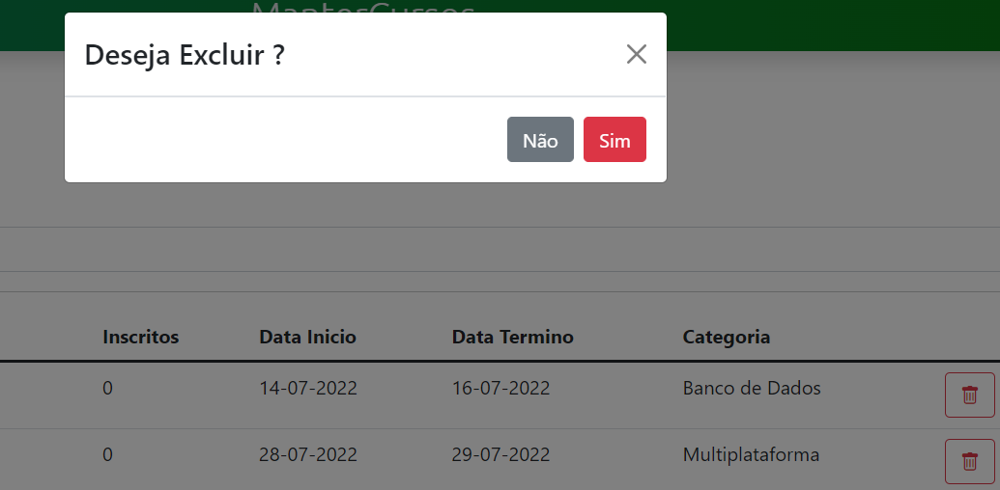 ManterCursos
Deseja Excluir ?
Não Sim
Inscritos Data Inicio Data Termino Categoria
0 14-07-2022 16-07-2022 Banco de Dados
0 28-07-2022 29-07-2022 Multiplataforma